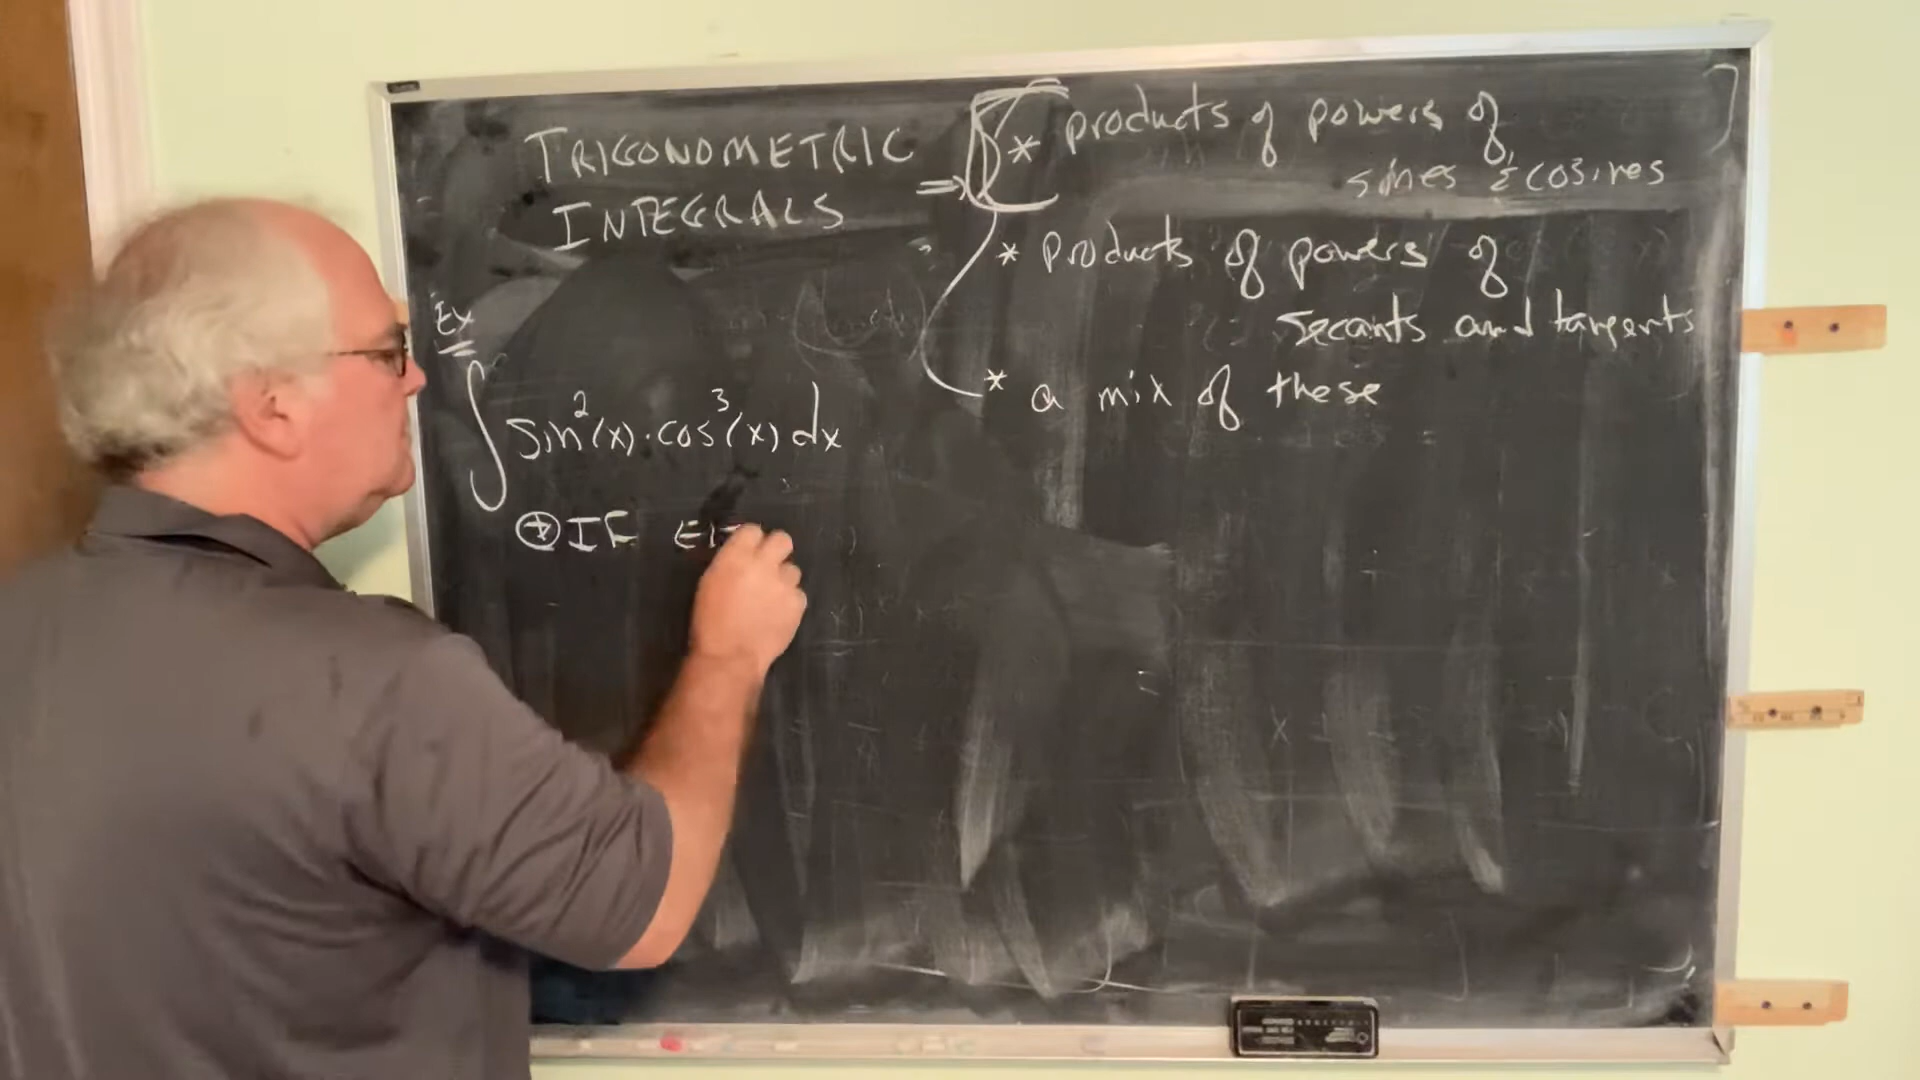 TRIGONOMETRIC
INTEGRALS
⇒ * products of powers of
sines & cosines
* Products of powers of
secants and tangents
* a mix of these
Ex
∫ sin²(x)·cos³(x) dx
IF EIT